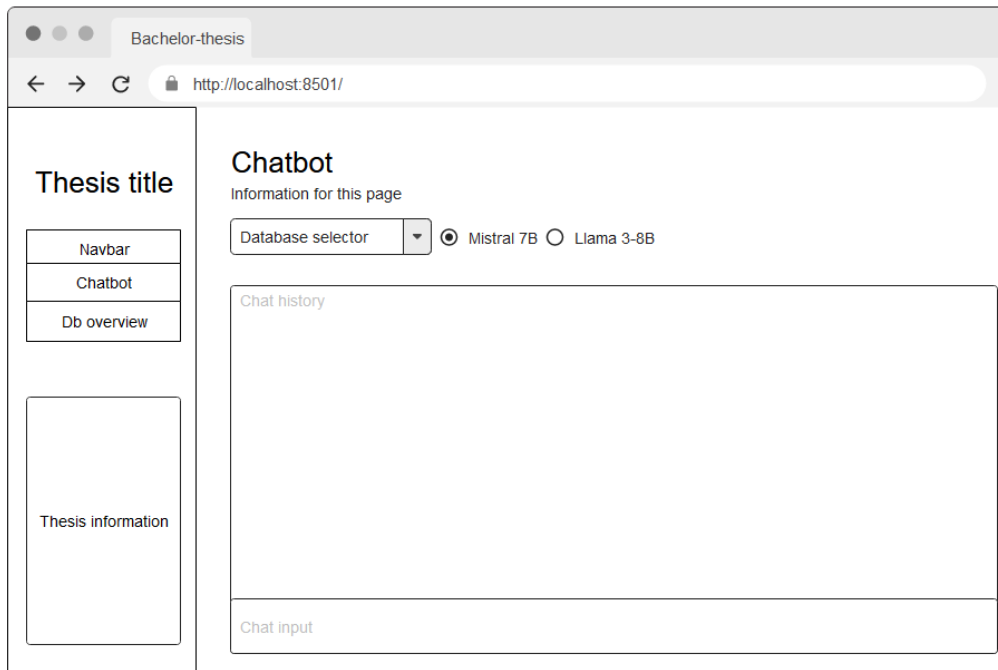 Bachelor-thesis
http://localhost:8501/
Thesis title
Navbar
Chatbot
Db overview
Thesis information
Chatbot
Information for this page
Database selector Mistral 7B Llama 3-8B
Chat history
Chat input